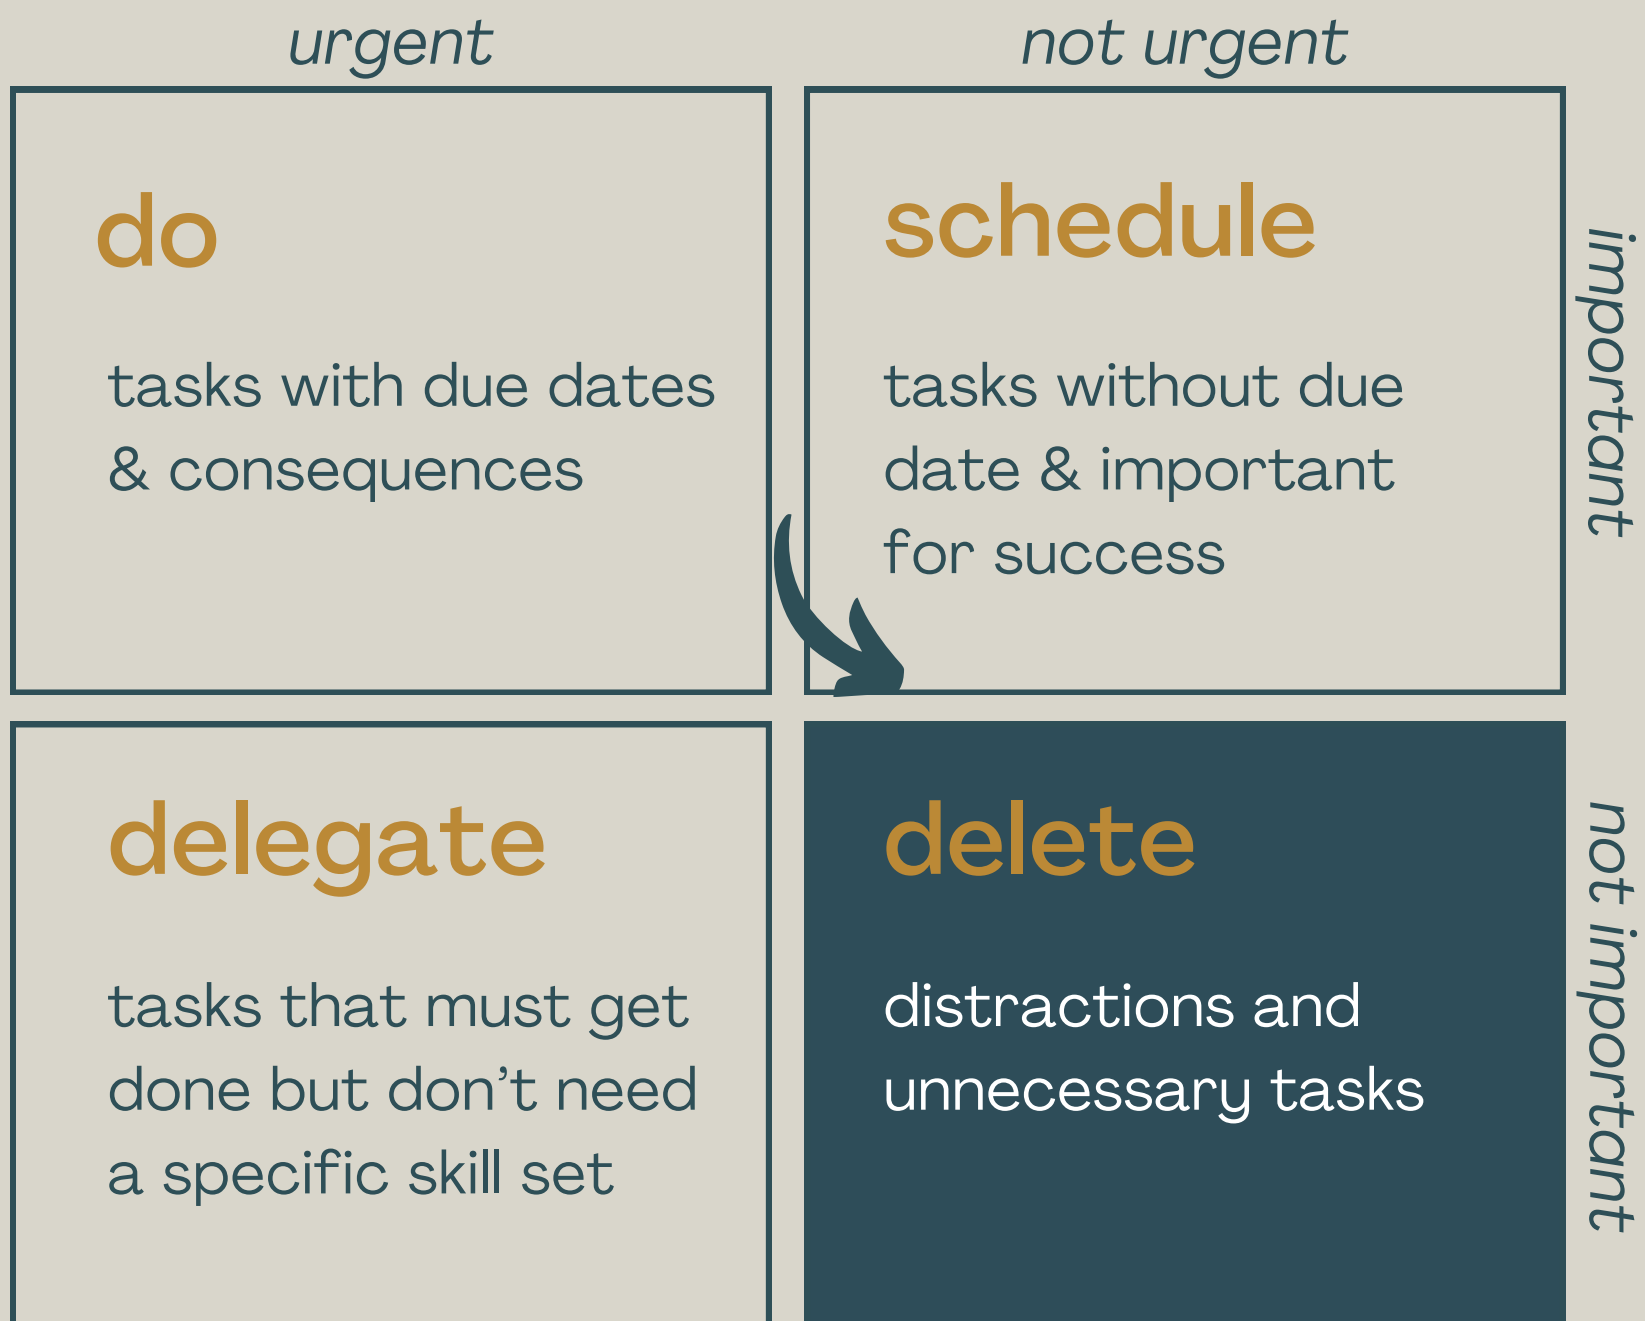 urgent
not urgent
do
tasks with due dates
& consequences
schedule
tasks without due
date & important
for success
important
delegate
tasks that must get
done but don’t need
a specific skill set
delete
distractions and
unnecessary tasks
not important